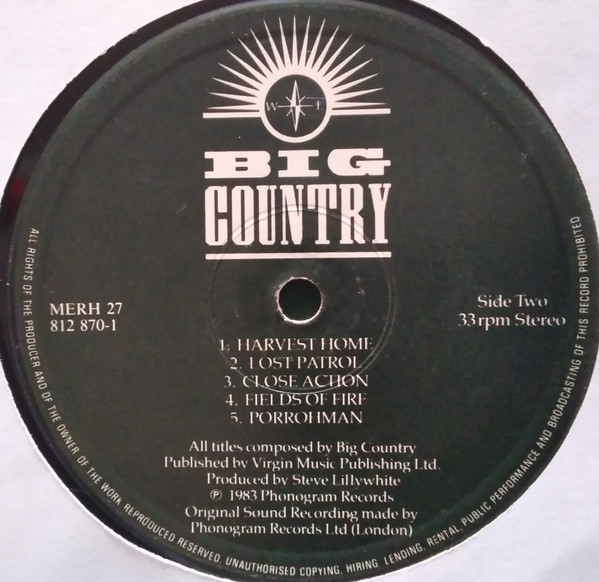 W E
BIG
COUNTRY
MERH 27
812 870-1
Side Two
33 rpm Stereo
1. HARVEST HOME
2. LOST PATROL
3. CLOSE ACTION
4. FIELDS OF FIRE
5. PORROHMAN
All titles composed by Big Country
Published by Virgin Music Publishing Ltd.
Produced by Steve Lillywhite
℗ 1983 Phonogram Records
Original Sound Recording made by
Phonogram Records Ltd (London)
ALL RIGHTS OF THE PRODUCER AND OF THE OWNER OF THE WORK REPRODUCED RESERVED. UNAUTHORISED COPYING, HIRING, LENDING, RENTAL, PUBLIC PERFORMANCE AND BROADCASTING OF THIS RECORD PROHIBITED